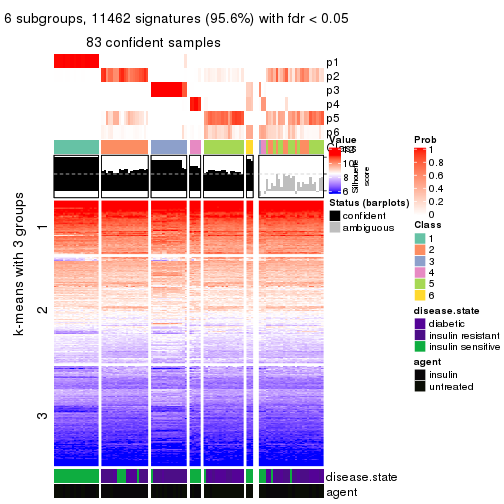 6 subgroups, 11462 signatures (95.6%) with fdr < 0.05
83 confident samples
p1
p2
p3
p4
p5
p6
Value
10
8
6
Silhouette
score
Prob
1
0.8
0.6
0.4
0.2
0
Status (barplots)
confident
ambiguous
Class
1
2
3
4
5
6
disease.state
diabetic
insulin resistant
insulin sensitive
agent
insulin
untreated
k-means with 3 groups
1
2
3
disease.state
agent